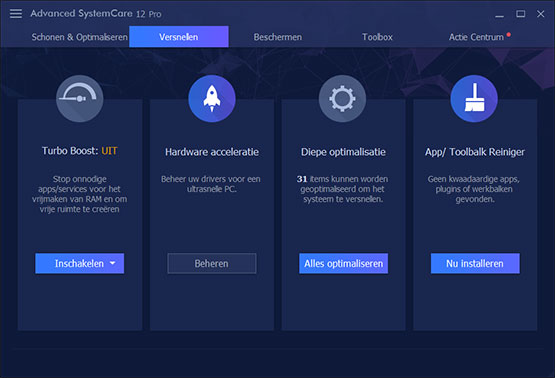 Advanced SystemCare 12 Pro
Schonen & Optimaliseren
Versnellen
Beschermen
Toolbox
Actie Centrum
Turbo Boost: UIT
Stop onnodige
apps/services voor het
vrijmaken van RAM en om
vrije ruimte te creëren
Inschakelen
Hardware acceleratie
Beheer uw drivers voor een
ultrasnelle PC.
Beheren
Diepe optimalisatie
31 items kunnen worden
geoptimaliseerd om het
systeem te versnellen.
Alles optimaliseren
App/ Toolbalk Reiniger
Geen kwaadaardige apps,
plugins of werkbalken
gevonden.
Nu installeren